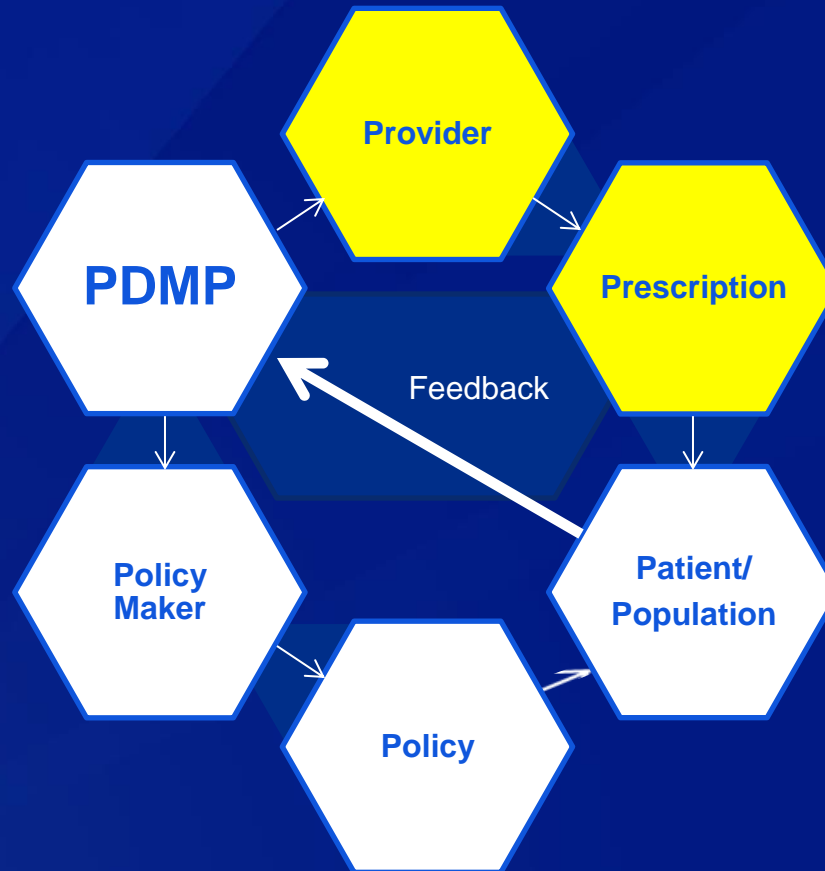 Provider
PDMP
Prescription
Feedback
Policy
Maker
Patient/
Population
Policy